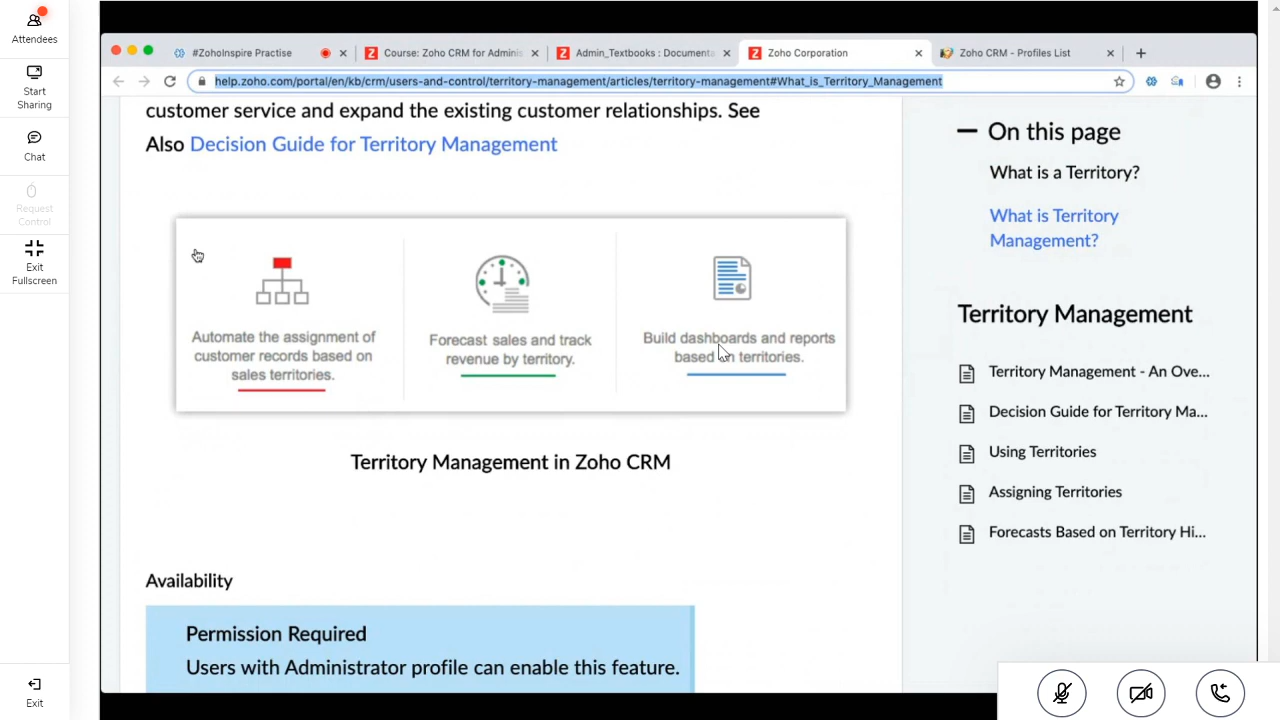 Attendees
Start
Sharing
Chat
Request
Control
Exit
Fullscreen
Exit
#ZohoInspire Practise
Course: Zoho CRM for Adminis
Admin_Textbooks : Documenta
Zoho Corporation
Zoho CRM - Profiles List
help.zoho.com/portal/en/kb/crm/users-and-control/territory-management/articles/territory-management#What_is_Territory_Management
customer service and expand the existing customer relationships. See
Also Decision Guide for Territory Management
Automate the assignment of
customer records based on
sales territories.
Forecast sales and track
revenue by territory.
Build dashboards and reports
based on territories.
Territory Management in Zoho CRM
Availability
Permission Required
Users with Administrator profile can enable this feature.
On this page
What is a Territory?
What is Territory
Management?
Territory Management
Territory Management - An Ove...
Decision Guide for Territory Ma...
Using Territories
Assigning Territories
Forecasts Based on Territory Hi...